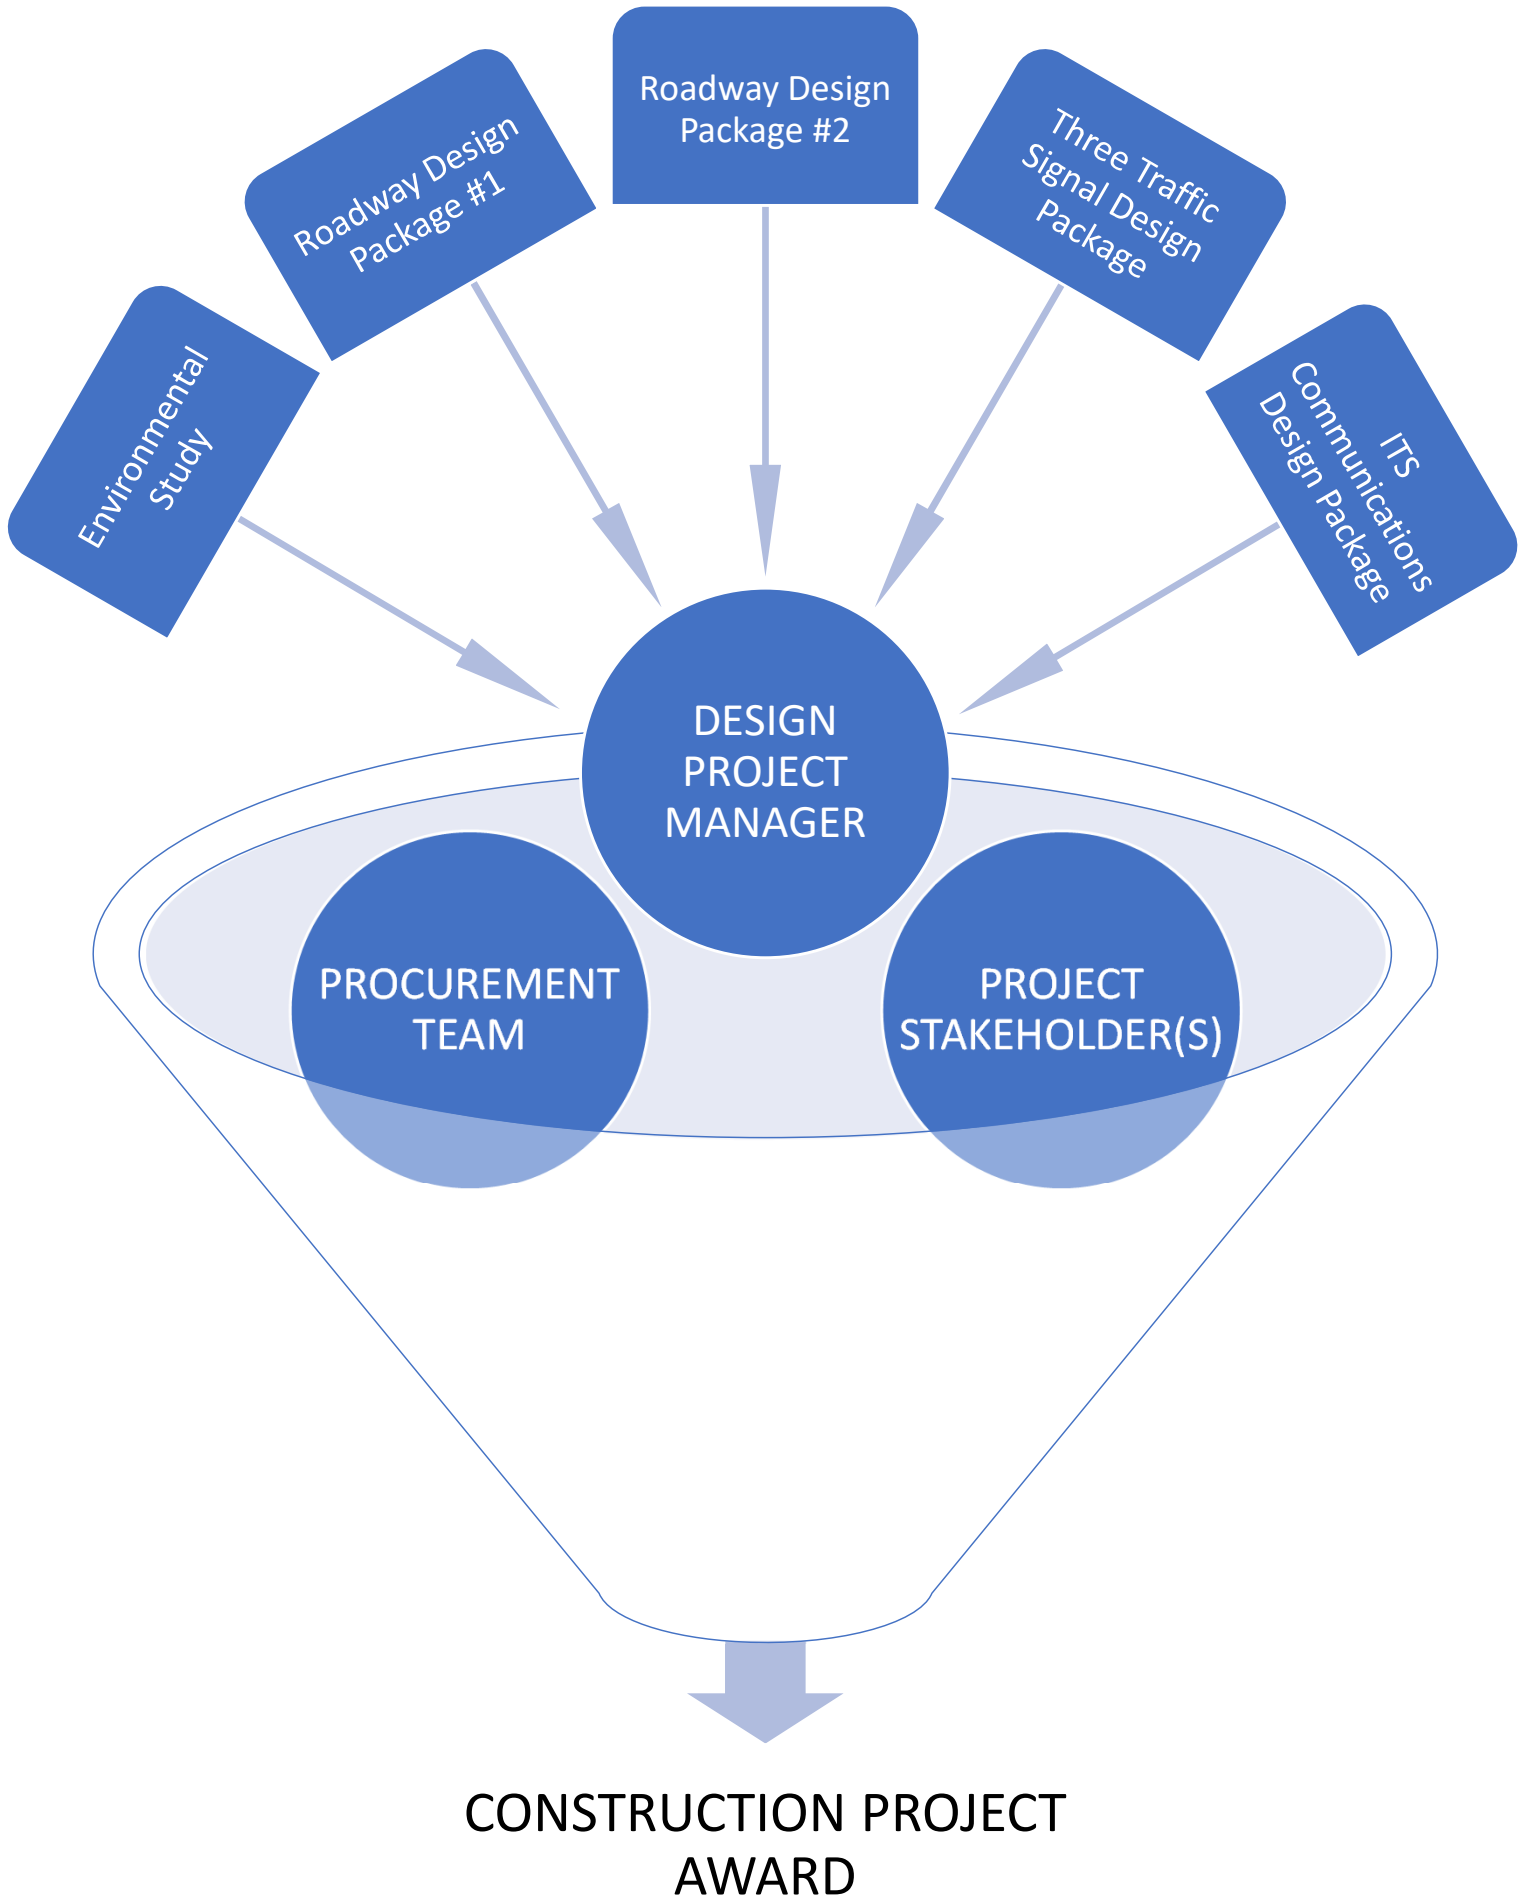 Roadway Design
Package #2
Roadway Design
Package #1
Three Traffic
Signal Design
Package
Environmental
Study
ITS
Communications
Design Package
DESIGN
PROJECT
MANAGER
PROCUREMENT
TEAM
PROJECT
STAKEHOLDER(S)
CONSTRUCTION PROJECT
AWARD